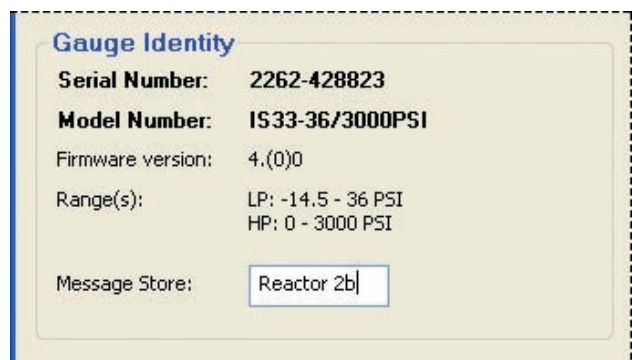 Gauge Identity
Serial Number: 2262-428823
Model Number: IS33-36/3000PSI
Firmware version: 4.(0)0
Range(s): LP: -14.5 - 36 PSI
HP: 0 - 3000 PSI
Message Store: Reactor 2b